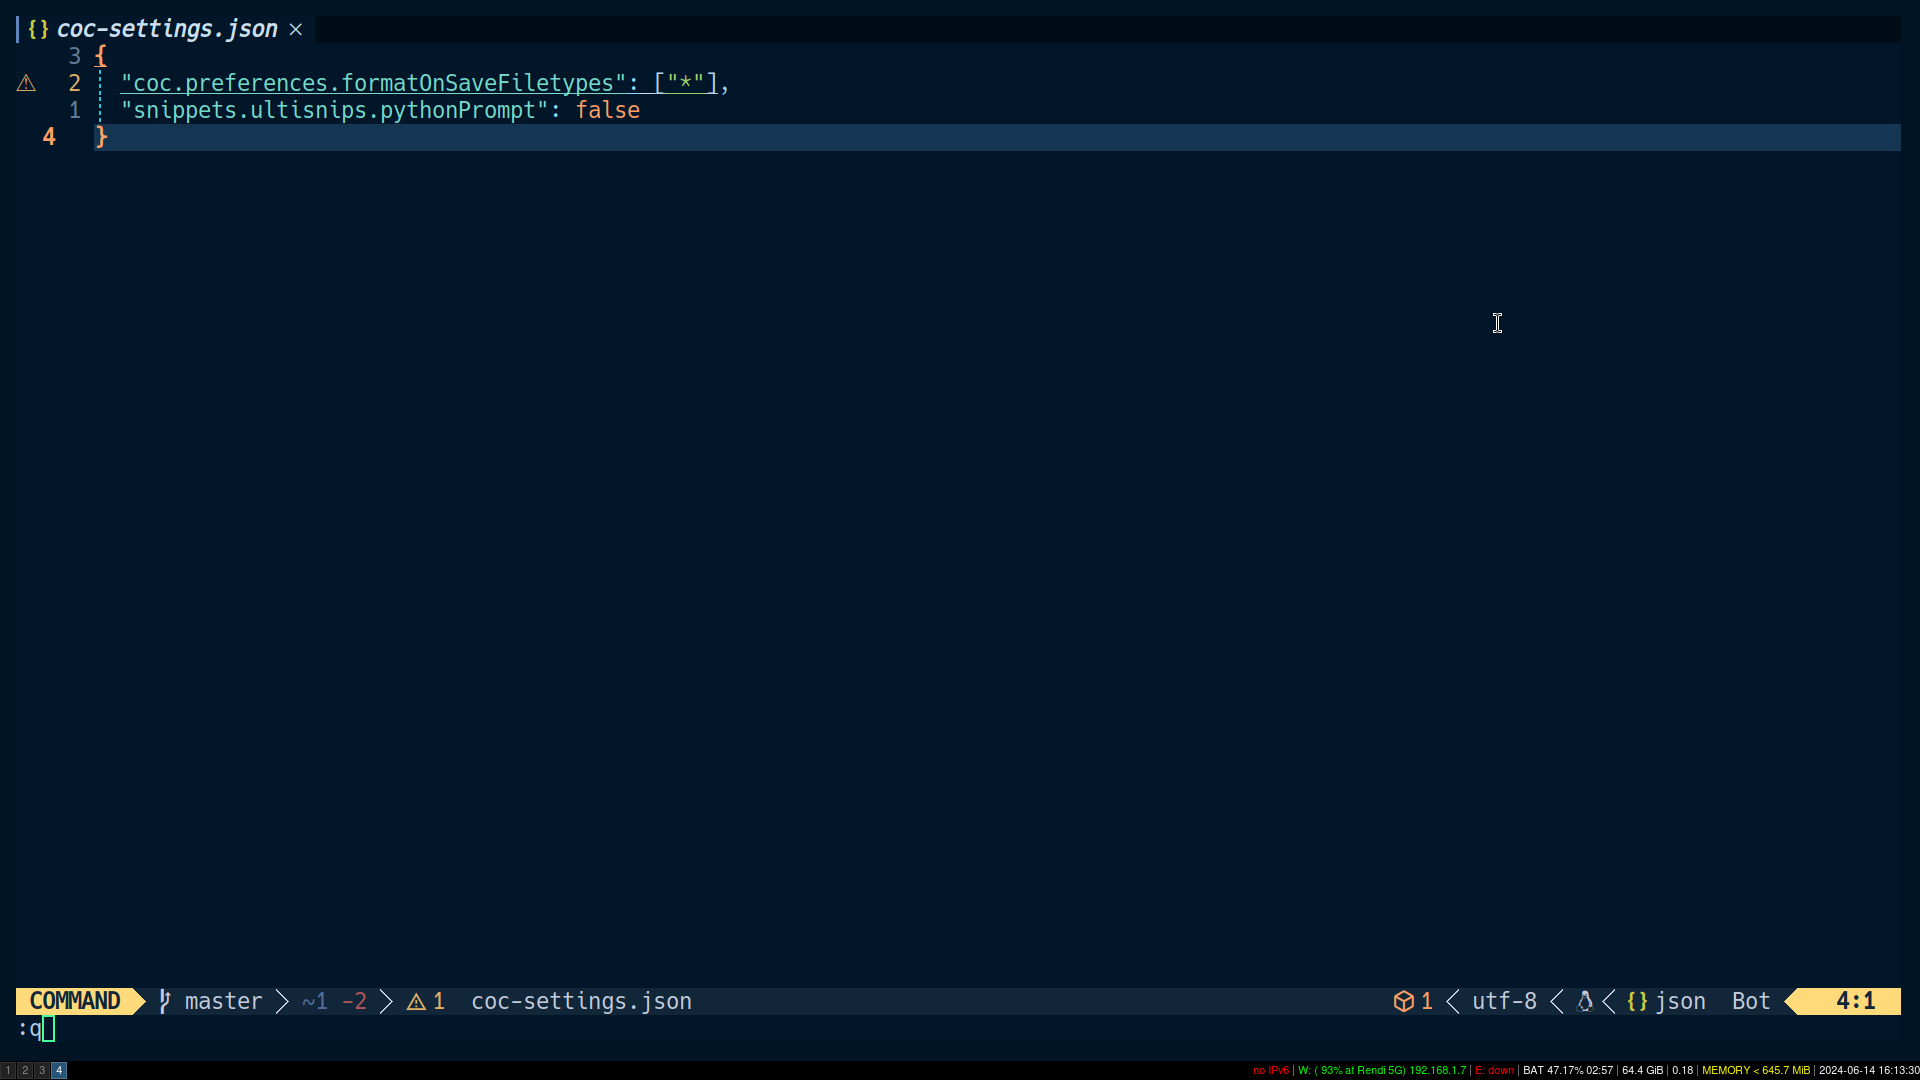 {} coc-settings.json ×
3 {
⚠ 2 "coc.preferences.formatOnSaveFiletypes": ["*"],
1 "snippets.ultisnips.pythonPrompt": false
4 }
COMMAND master ~1 -2 ⚠ 1 coc-settings.json 1 utf-8 {} json Bot 4:1
:q
1 2 3 4 no IPv6 | W: ( 93% at Rendi 5G) 192.168.1.7 | E: down | BAT 47.17% 02:57 | 64.4 GiB | 0.18 | MEMORY < 645.7 MiB | 2024-06-14 16:13:30